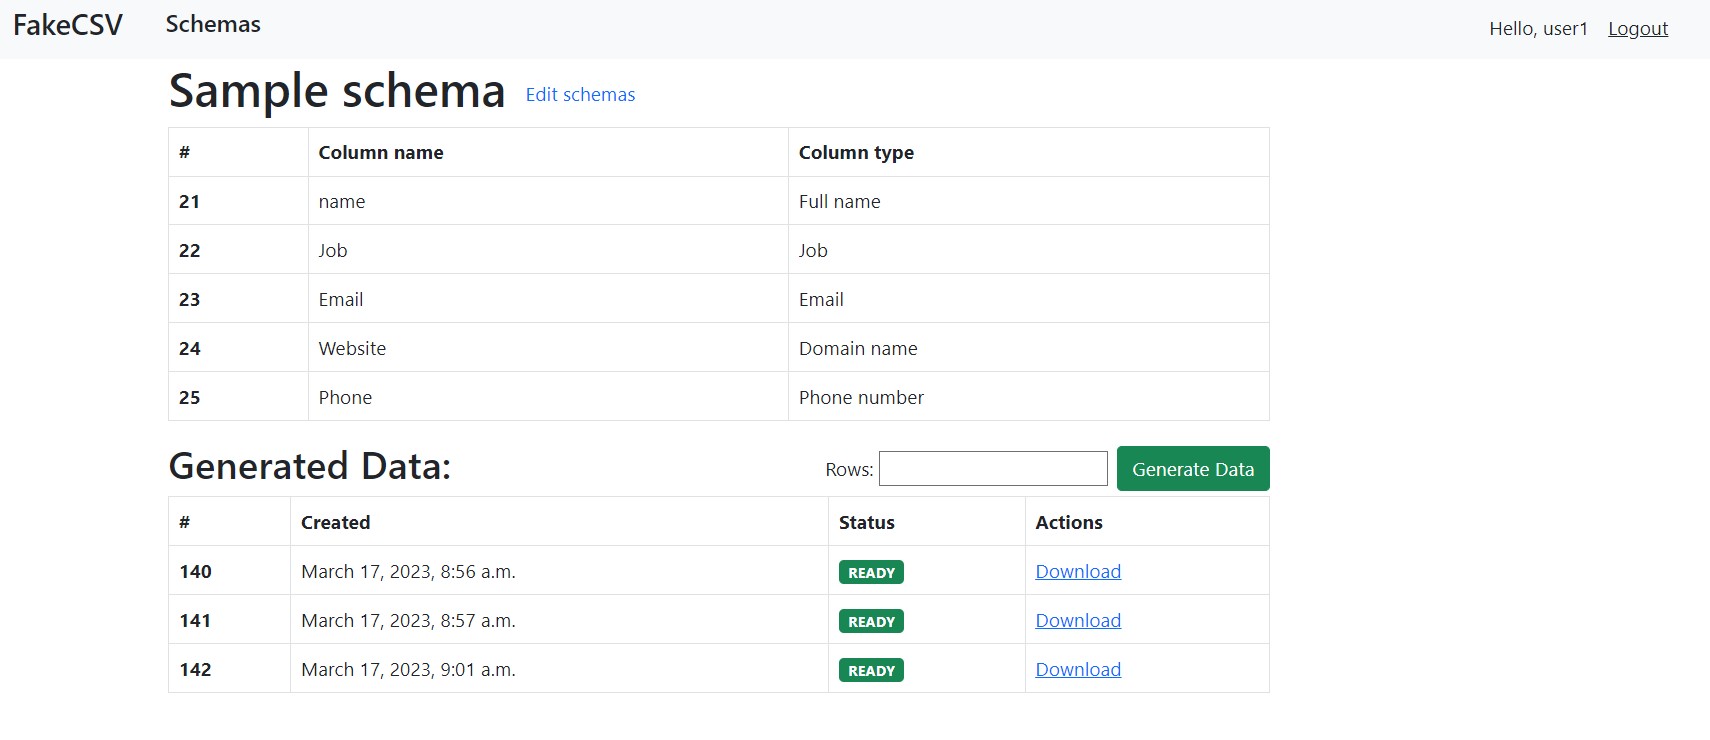 FakeCSV Schemas Hello, user1 Logout
Sample schema Edit schemas
# Column name Column type
21 name Full name
22 Job Job
23 Email Email
24 Website Domain name
25 Phone Phone number
Generated Data: Rows: Generate Data
# Created Status Actions
140 March 17, 2023, 8:56 a.m. READY Download
141 March 17, 2023, 8:57 a.m. READY Download
142 March 17, 2023, 9:01 a.m. READY Download